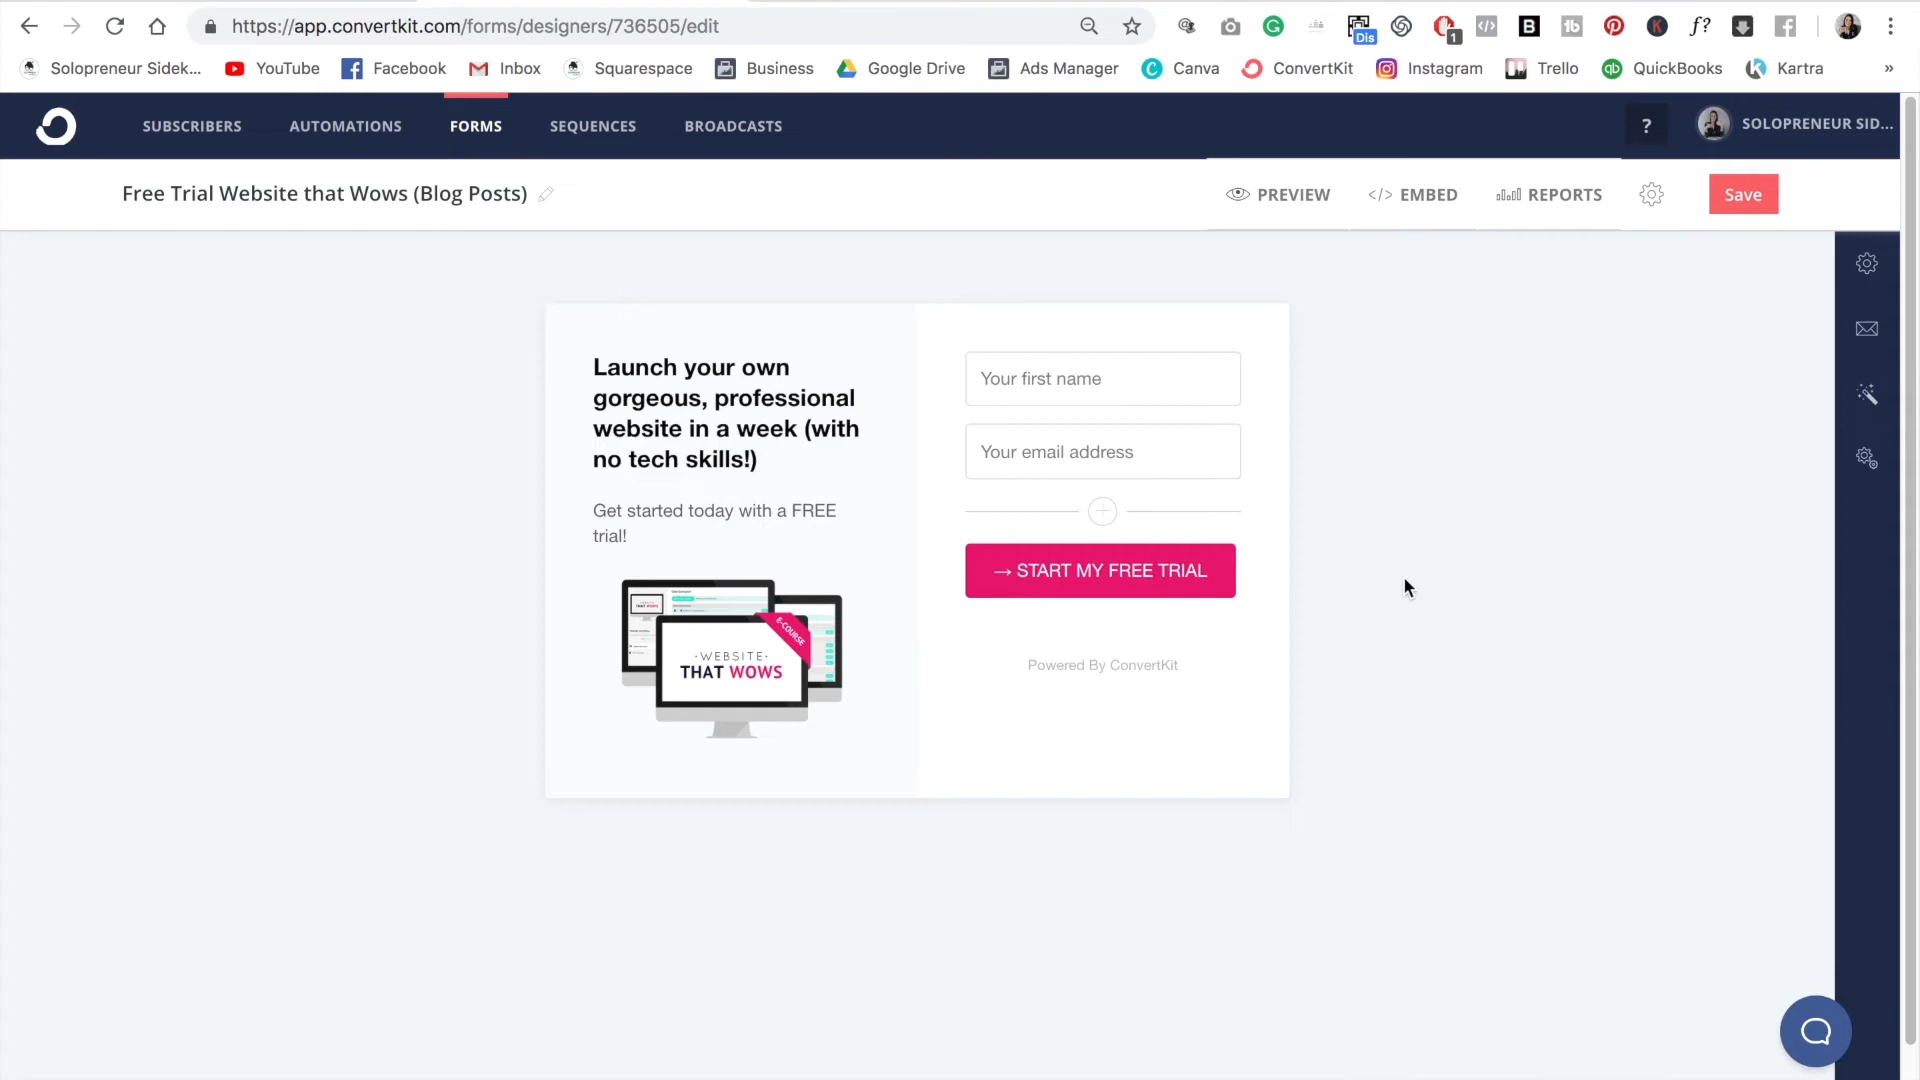 https://app.convertkit.com/forms/designers/736505/edit
Dis
1
B
f?
Solopreneur Sidek...
YouTube
Facebook
Inbox
Squarespace
Business
Google Drive
Ads Manager
Canva
ConvertKit
Instagram
Trello
QuickBooks
Kartra
»
SUBSCRIBERS
AUTOMATIONS
FORMS
SEQUENCES
BROADCASTS
?
SOLOPRENEUR SID...
Free Trial Website that Wows (Blog Posts)
PREVIEW
</> EMBED
REPORTS
Save
Launch your own
gorgeous, professional
website in a week (with
no tech skills!)
Get started today with a FREE
trial!
E-COURSE
·WEBSITE·
THAT WOWS
Your first name
Your email address
→ START MY FREE TRIAL
Powered By ConvertKit